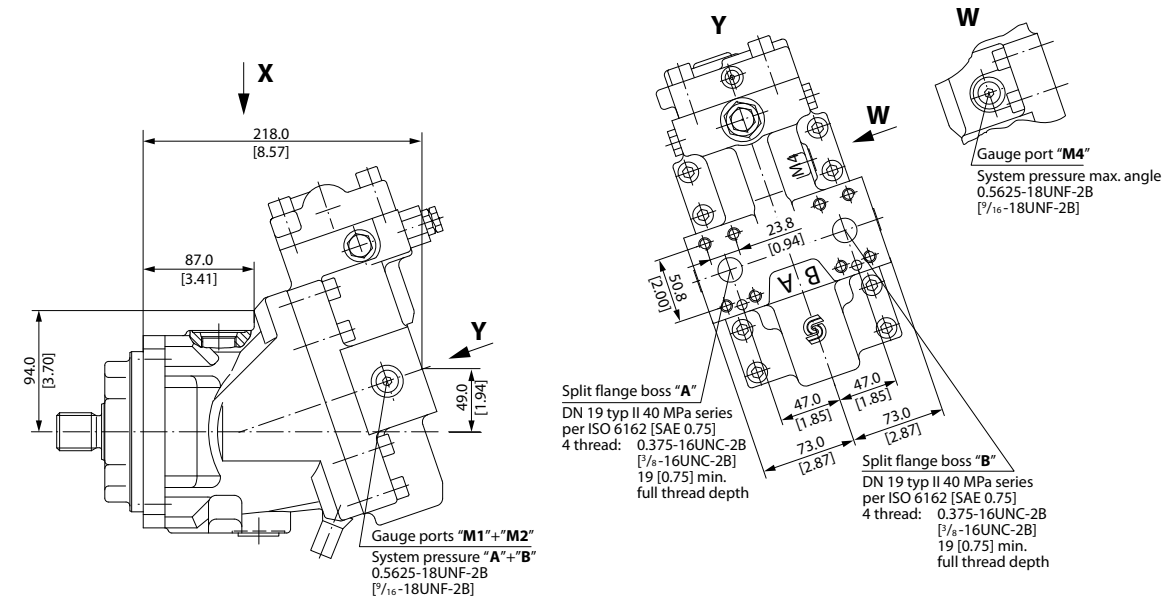 X
218.0
[8.57]
87.0
[3.41]
94.0
[3.70]
Y
49.0
[1.94]
Gauge ports "M1"+"M2"
System pressure "A"+"B"
0.5625-18UNF-2B
[9/16-18UNF-2B]
Y
W
W
M4
Gauge port "M4"
System pressure max. angle
0.5625-18UNF-2B
[9/16-18UNF-2B]
23.8
[0.94]
50.8
[2.00]
B A
47.0
[1.85]
47.0
[1.85]
73.0
[2.87]
73.0
[2.87]
Split flange boss "A"
DN 19 typ II 40 MPa series
per ISO 6162 [SAE 0.75]
4 thread: 0.375-16UNC-2B
[3/8-16UNC-2B]
19 [0.75] min.
full thread depth
Split flange boss "B"
DN 19 typ II 40 MPa series
per ISO 6162 [SAE 0.75]
4 thread: 0.375-16UNC-2B
[3/8-16UNC-2B]
19 [0.75] min.
full thread depth